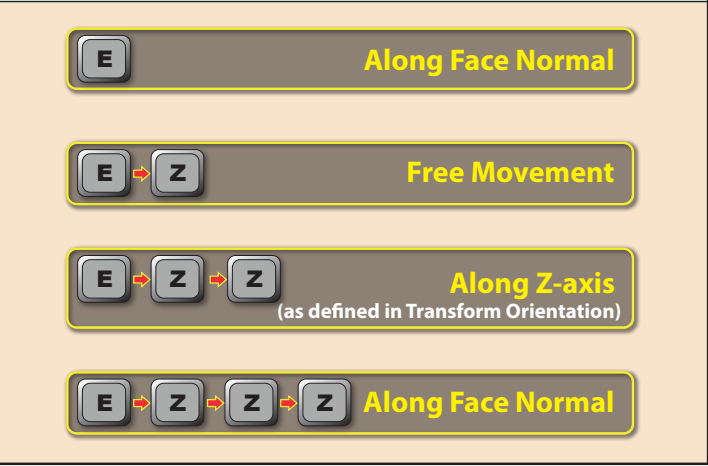 E Along Face Normal
E Z Free Movement
E Z Z Along Z-axis
(as defined in Transform Orientation)
E Z Z Z Along Face Normal